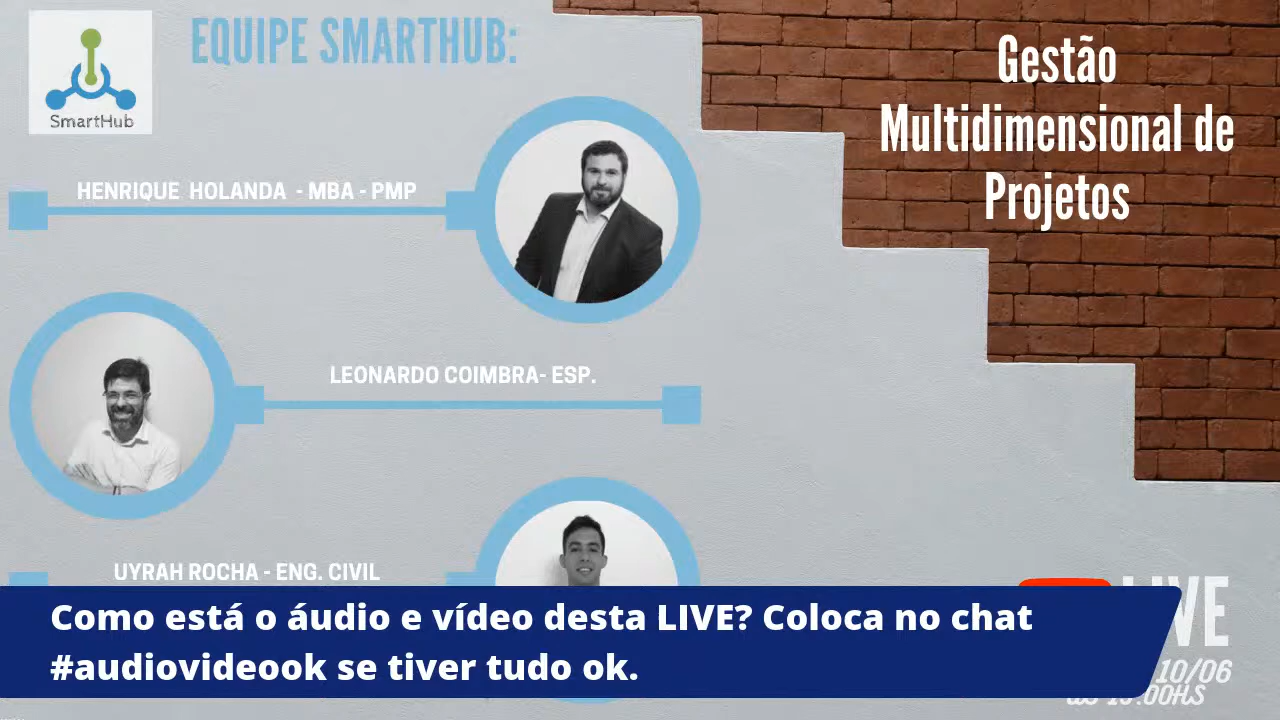 EQUIPE SMARTHUB:
SmartHub
HENRIQUE HOLANDA - MBA - PMP
LEONARDO COIMBRA- ESP.
UYRAH ROCHA - ENG. CIVIL
Gestão
Multidimensional de
Projetos
LIVE
10/06
Como está o áudio e vídeo desta LIVE? Coloca no chat
#audiovideook se tiver tudo ok.